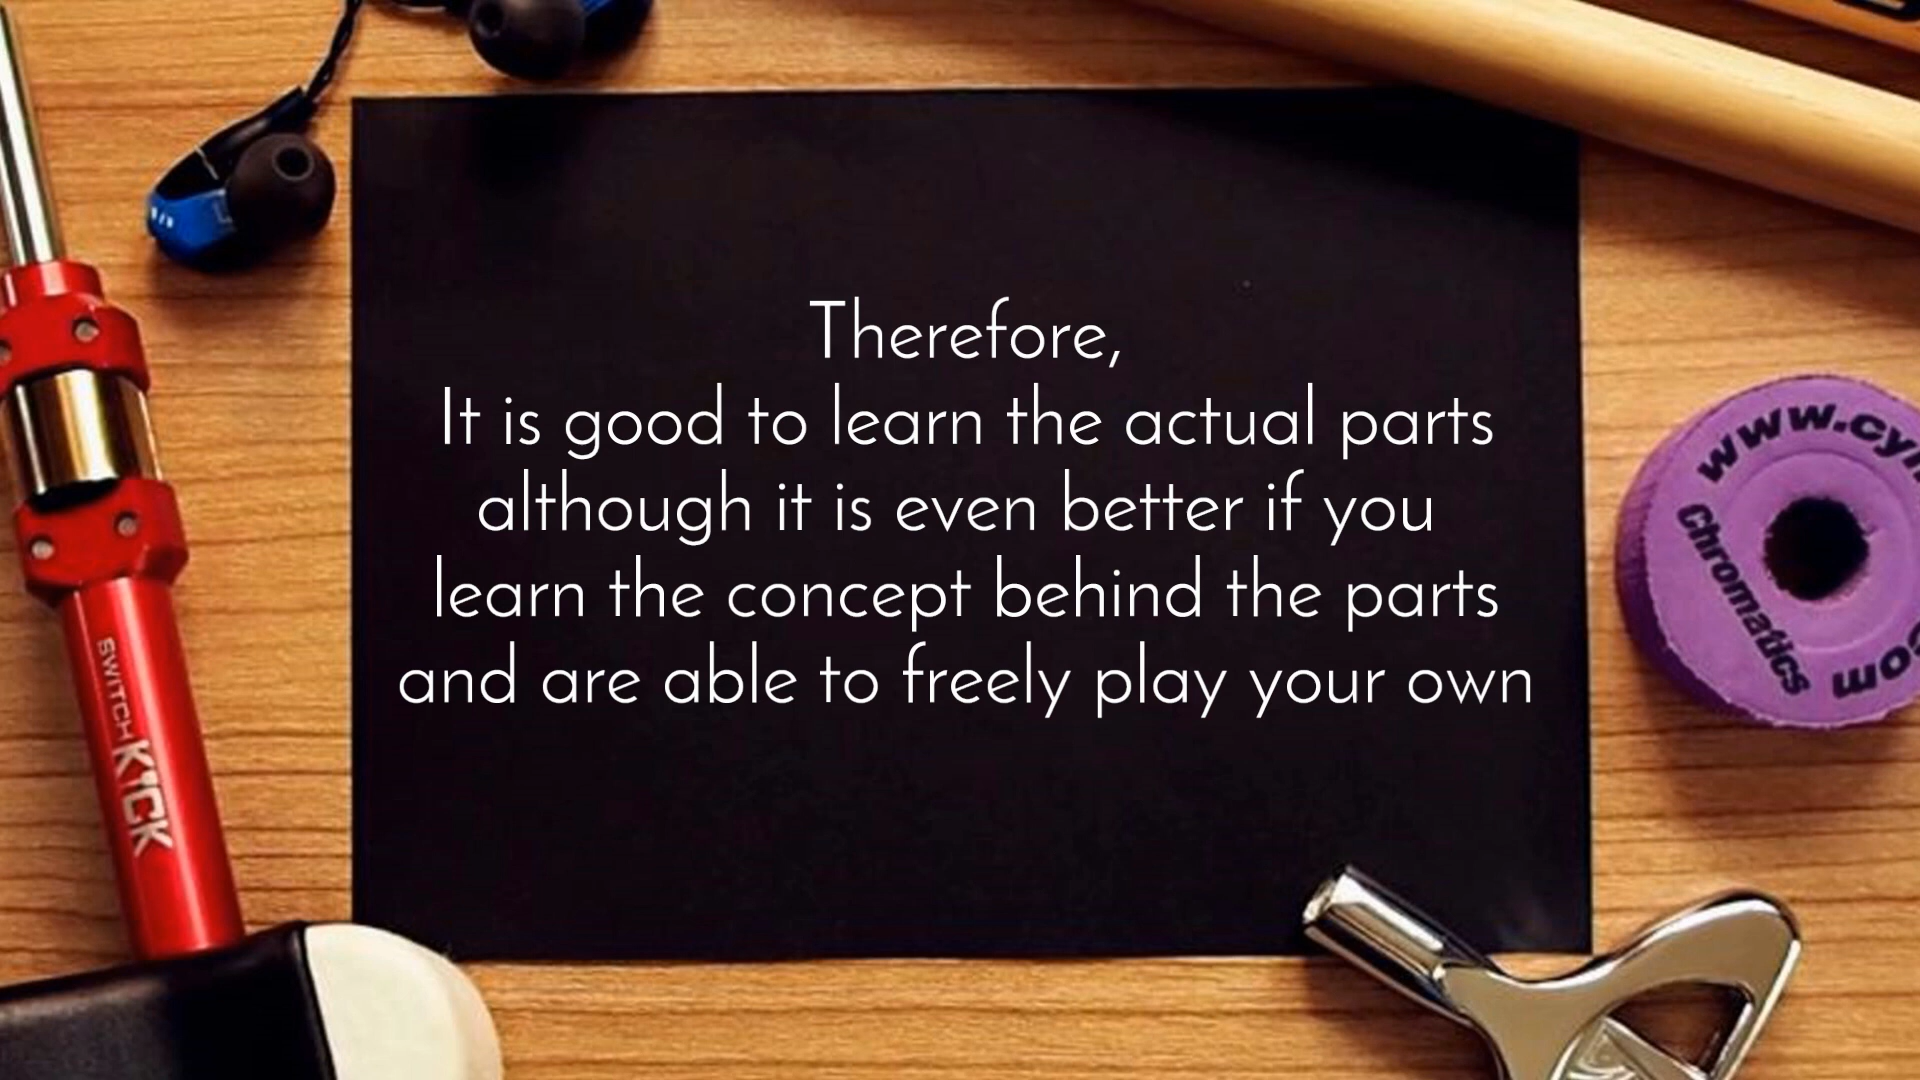 Therefore,
It is good to learn the actual parts
although it is even better if you
learn the concept behind the parts
and are able to freely play your own
SWITCH KICK
Chromatics